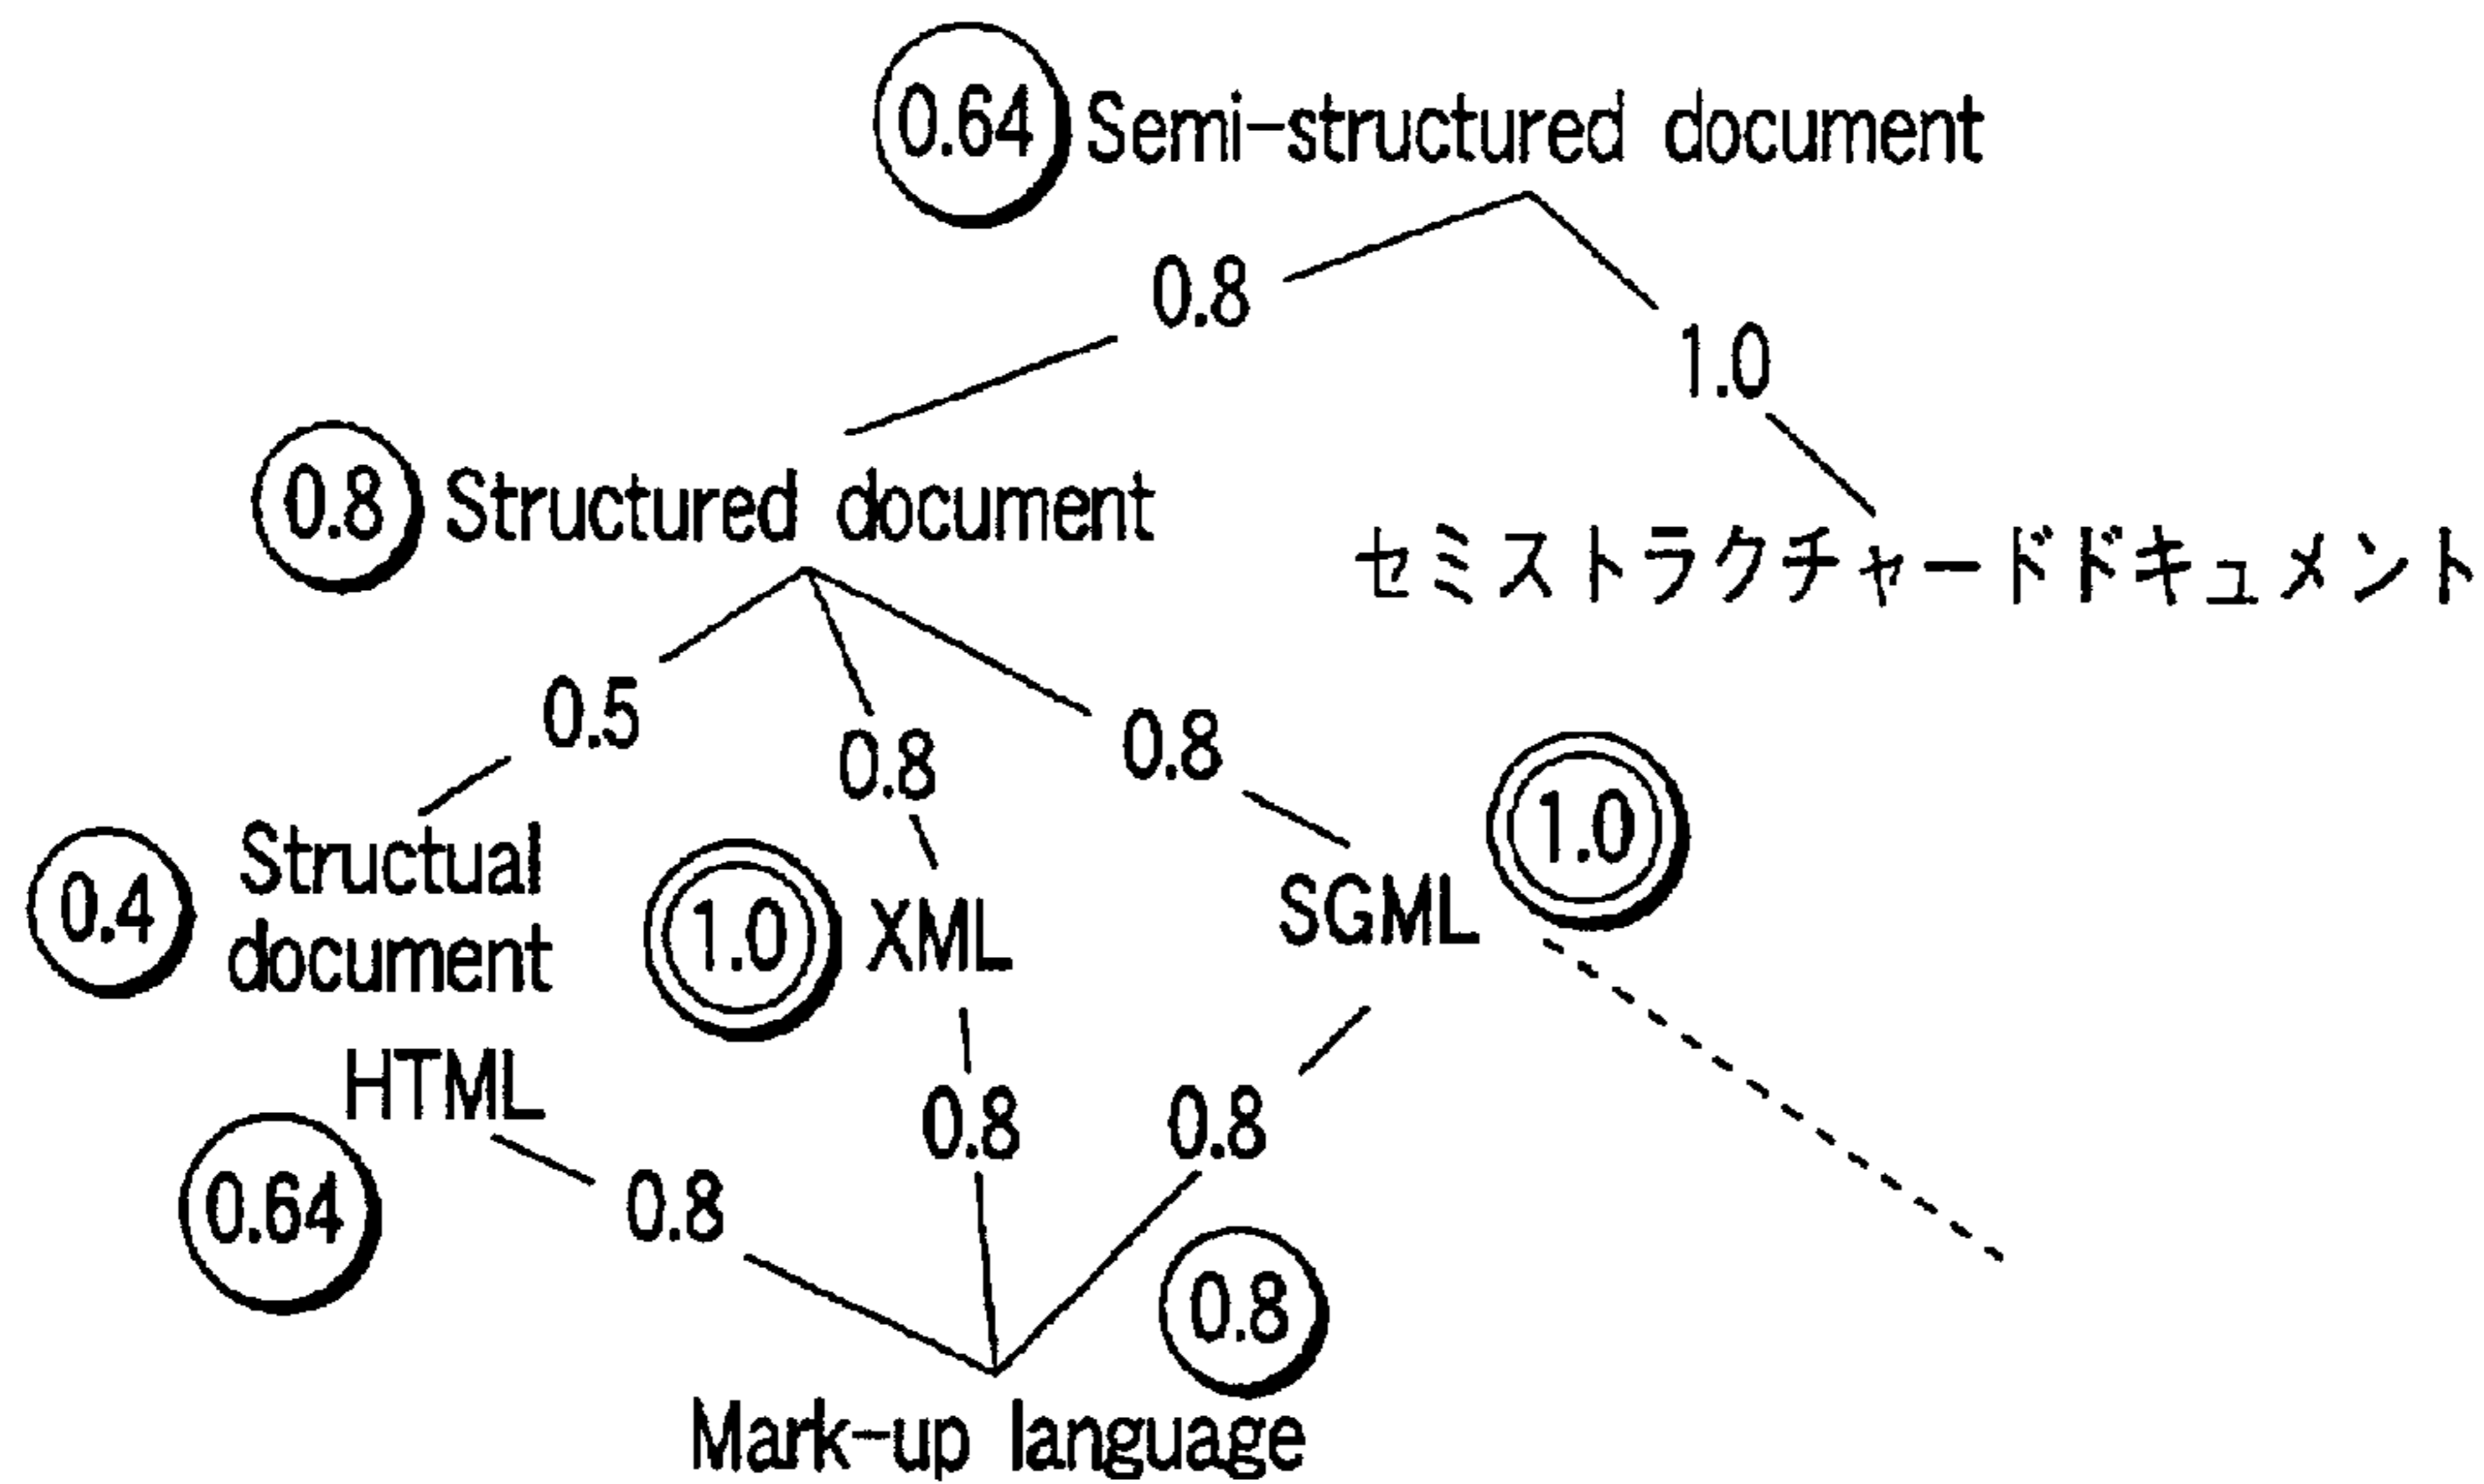 0.64 Semi-structured document
0.8
1.0
0.8 Structured document
セミストラクチャードドキュメント
0.5
0.8
0.8
1.0
0.4
Structual
document
1.0 XML
SGML
HTML
0.64
0.8
0.8
0.8
0.8
Mark-up language